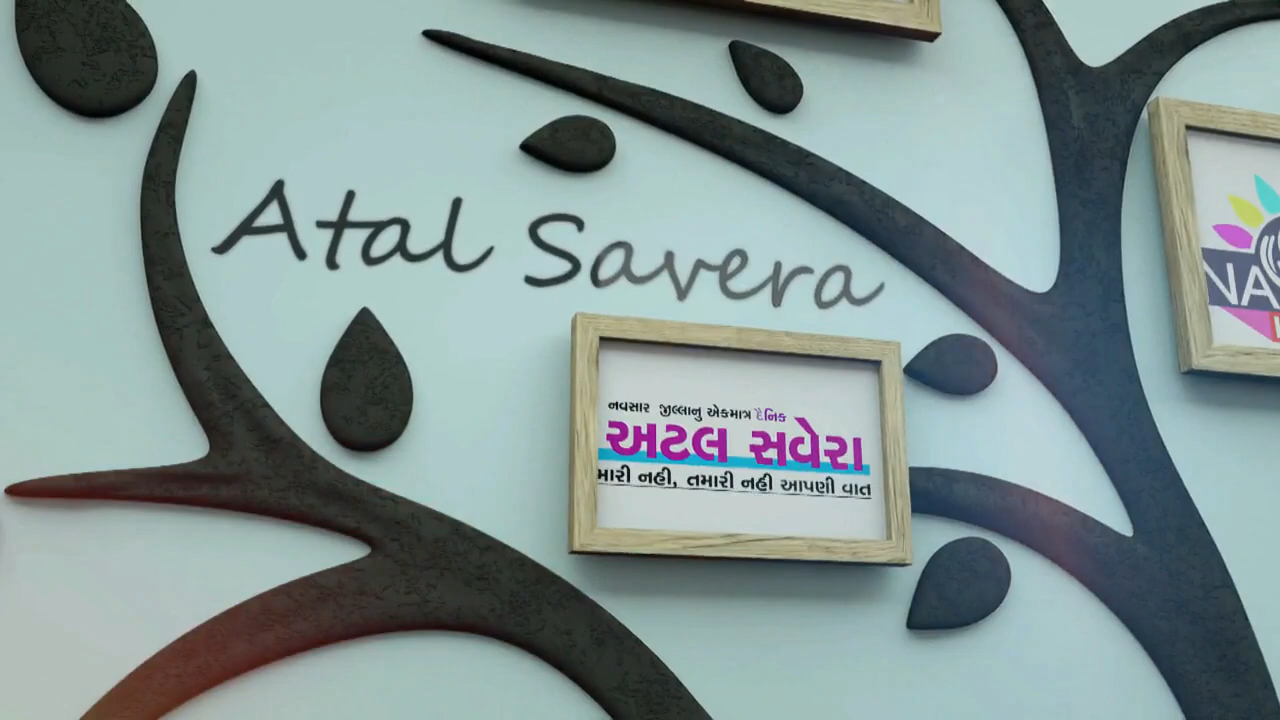 Atal Savera
નવસાર જીલ્લાનુ એકમાત્ર દૈનિક
અટલ સવેરા
મારી નહી, તમારી નહી આપણી વાત